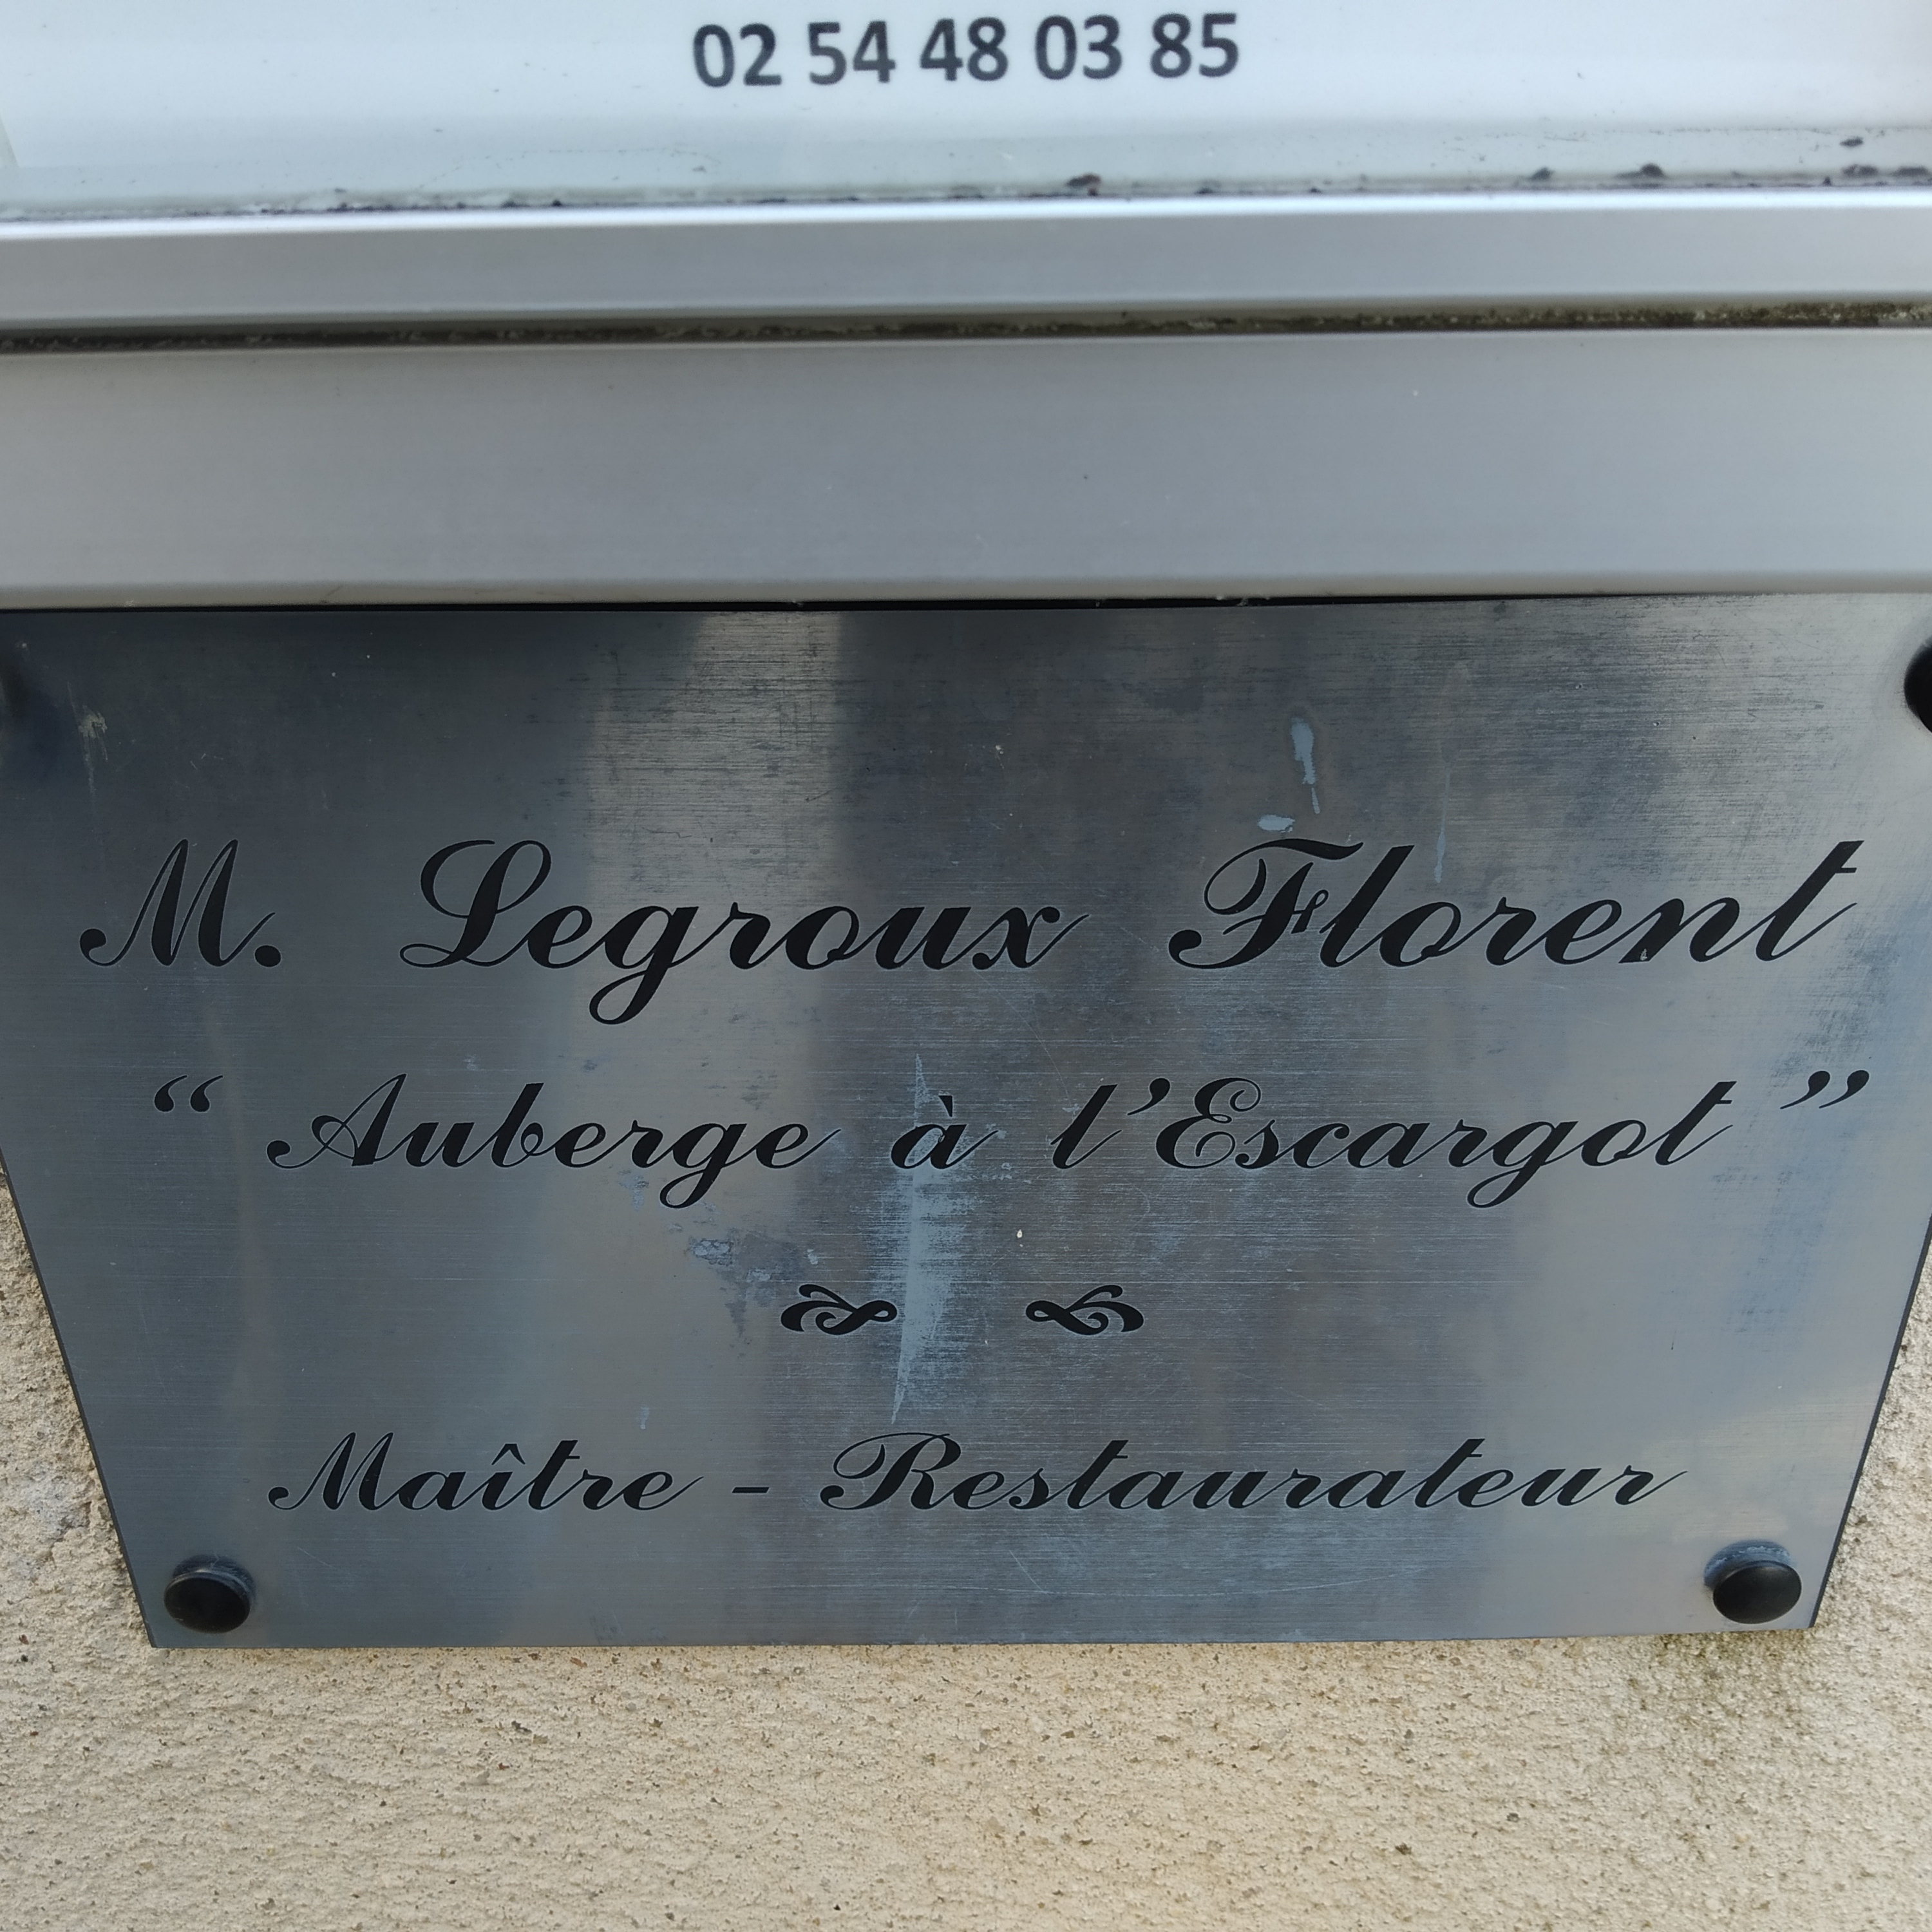 02 54 48 03 85
M. Legroux Florent
“ Auberge à l’Escargot ”
Maître - Restaurateur